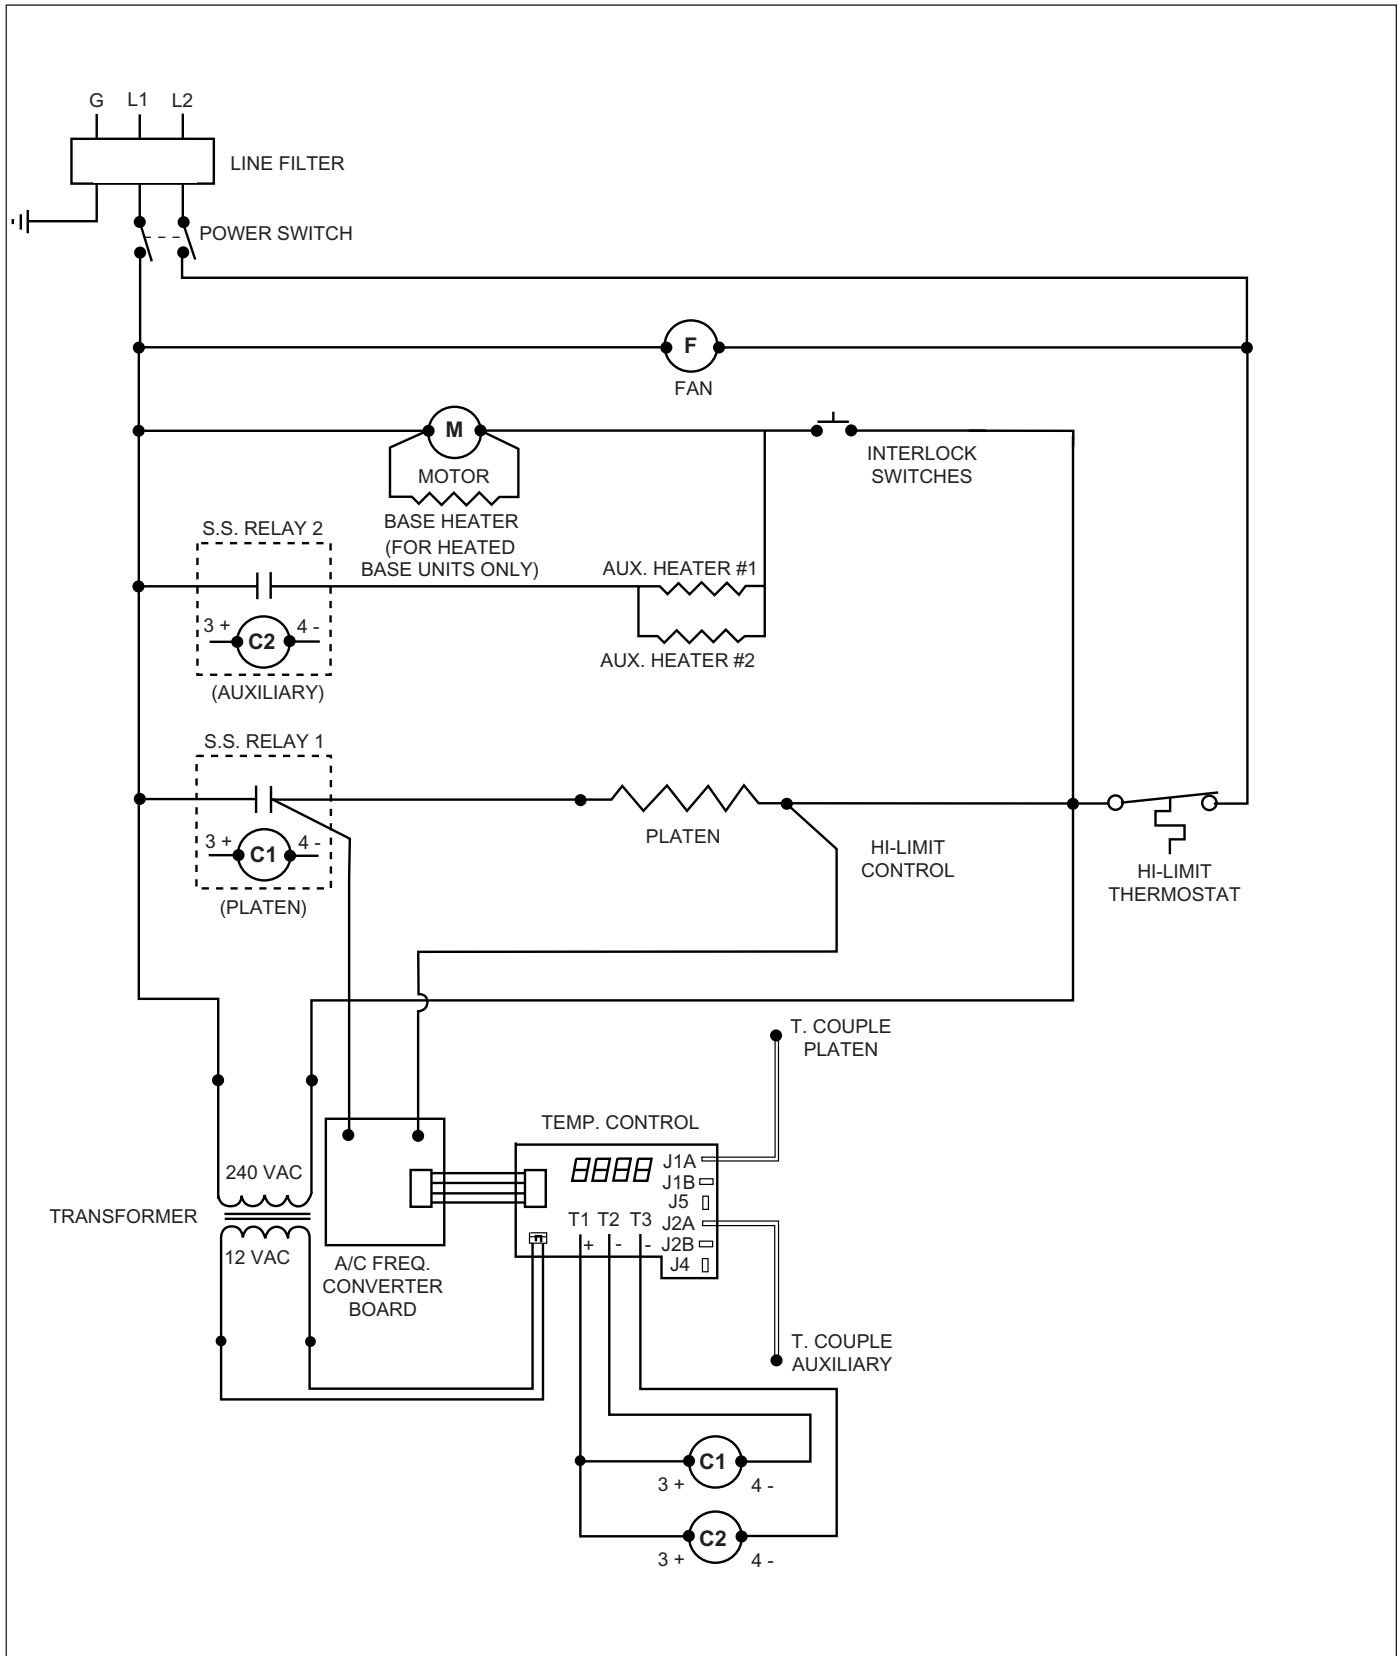 G L1 L2
LINE FILTER
POWER SWITCH
F
FAN
M
MOTOR
INTERLOCK
SWITCHES
BASE HEATER
(FOR HEATED
BASE UNITS ONLY)
S.S. RELAY 2
3 + C2 4 -
(AUXILIARY)
AUX. HEATER #1
AUX. HEATER #2
S.S. RELAY 1
3 + C1 4 -
(PLATEN)
PLATEN
HI-LIMIT
CONTROL
HI-LIMIT
THERMOSTAT
T. COUPLE
PLATEN
TEMP. CONTROL
8888
J1A
J1B
J5
T1 T2 T3
+ - -
J2A
J2B
J4
240 VAC
TRANSFORMER
12 VAC
A/C FREQ.
CONVERTER
BOARD
T. COUPLE
AUXILIARY
C1
3 + 4 -
C2
3 + 4 -